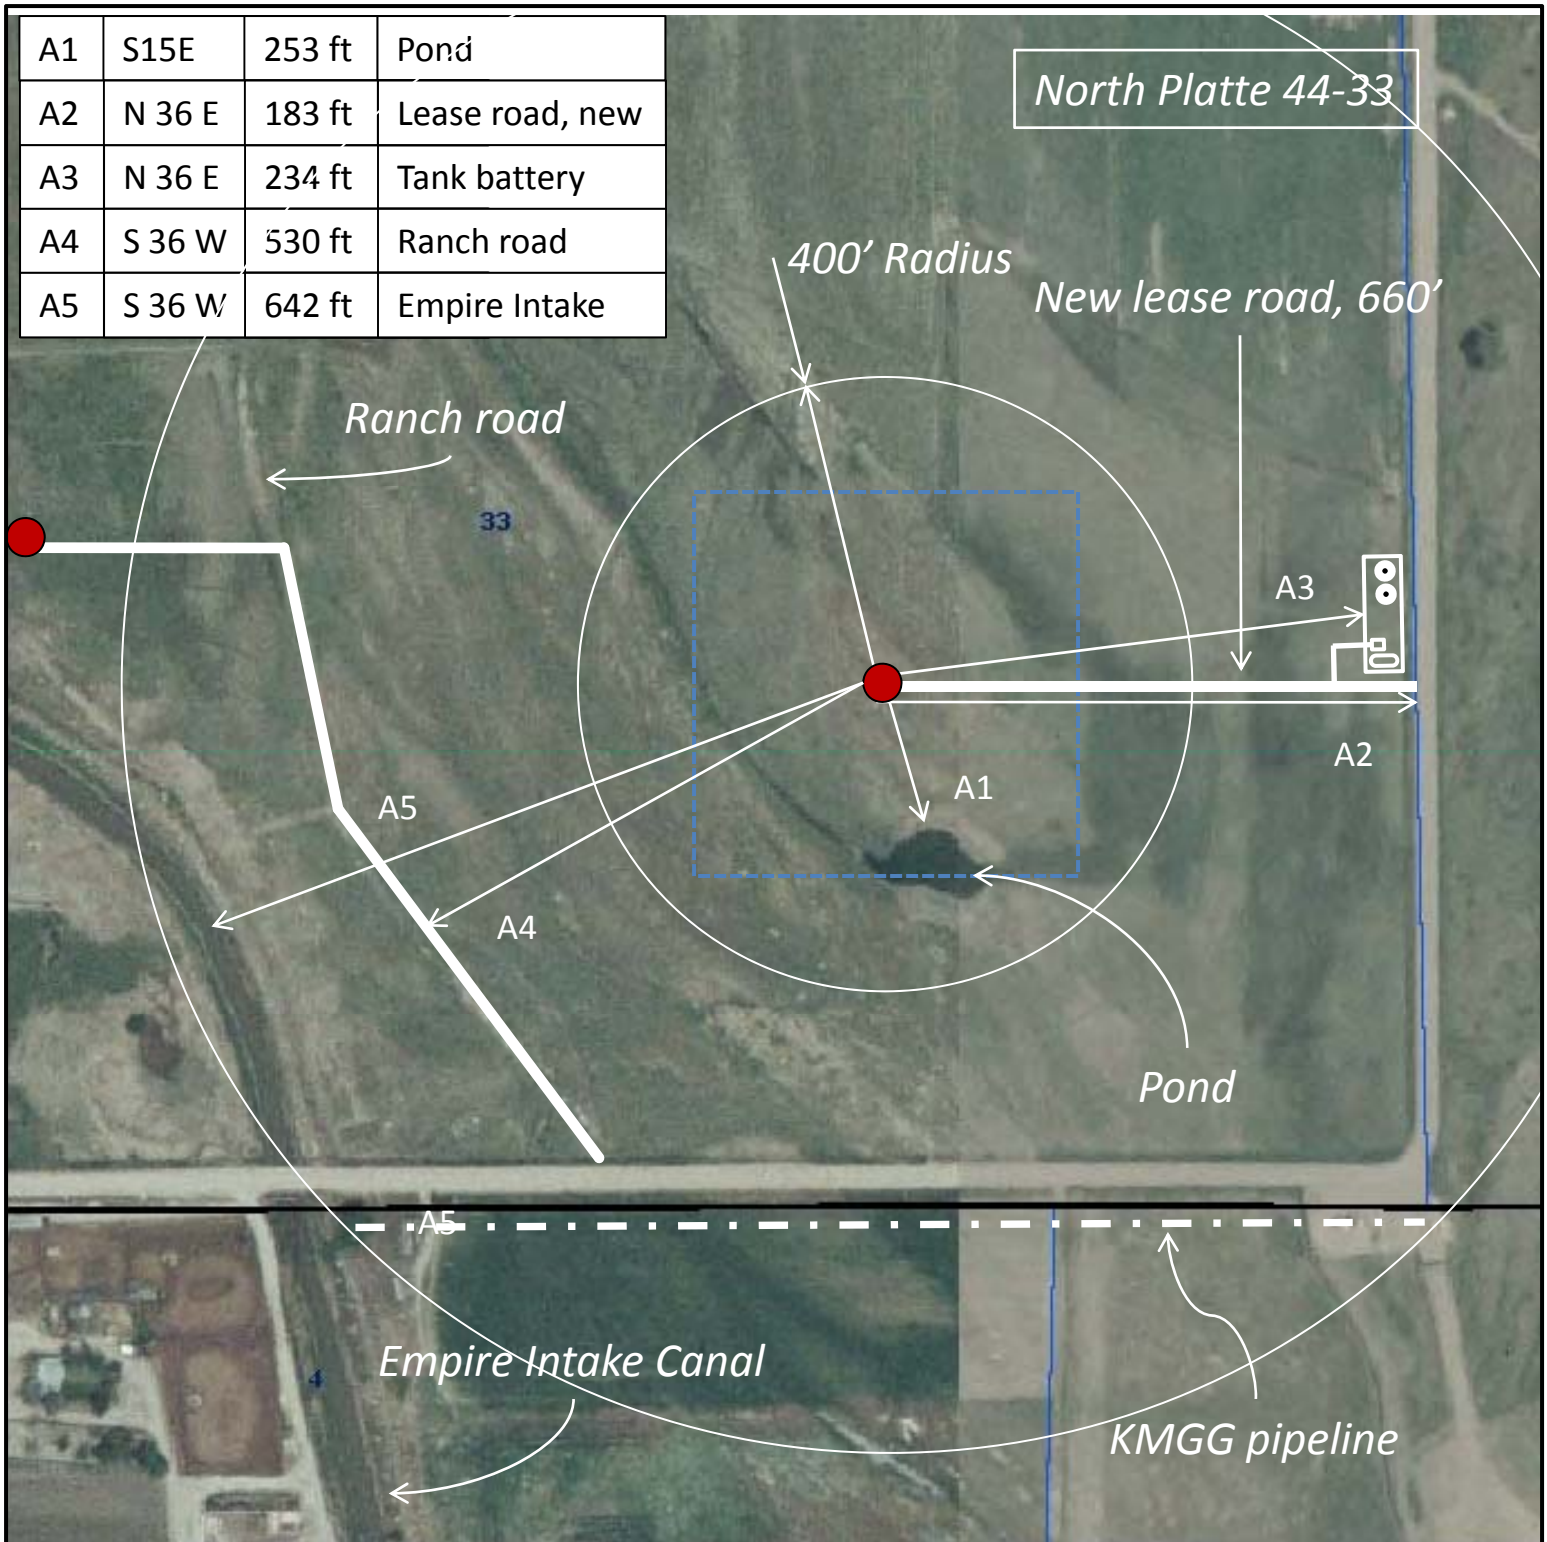 A1 S15E 253 ft Pond
A2 N 36 E 183 ft Lease road, new
A3 N 36 E 234 ft Tank battery
A4 S 36 W 530 ft Ranch road
A5 S 36 W 642 ft Empire Intake
North Platte 44-33
400’ Radius
New lease road, 660’
Ranch road
33
A3
A2
A1
A5
A4
Pond
A5
Empire Intake Canal
4
KMGG pipeline